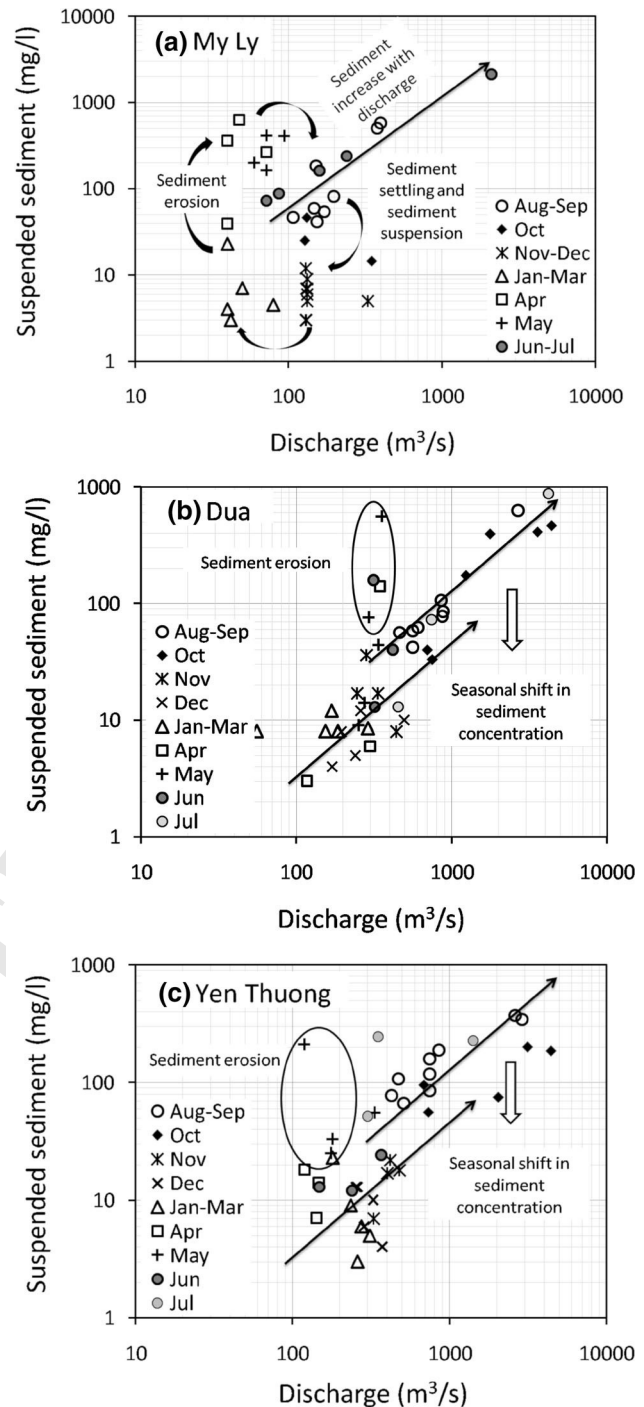 (a) My Ly
Suspended sediment (mg/l)
10000
1000
100
10
1
Sediment
increase with
discharge
Sediment
erosion
Sediment
settling and
sediment
suspension
Aug-Sep
Oct
Nov-Dec
Jan-Mar
Apr
May
Jun-Jul
10 100 1000 10000
Discharge (m³/s)
(b) Dua
Suspended sediment (mg/l)
1000
100
10
1
Sediment erosion
Aug-Sep
Oct
Nov
Dec
Jan-Mar
Apr
May
Jun
Jul
Seasonal shift in
sediment
concentration
10 100 1000 10000
Discharge (m³/s)
(c) Yen Thuong
Suspended sediment (mg/l)
1000
100
10
1
Sediment erosion
Aug-Sep
Oct
Nov
Dec
Jan-Mar
Apr
May
Jun
Jul
Seasonal shift in
sediment
concentration
10 100 1000 10000
Discharge (m³/s)